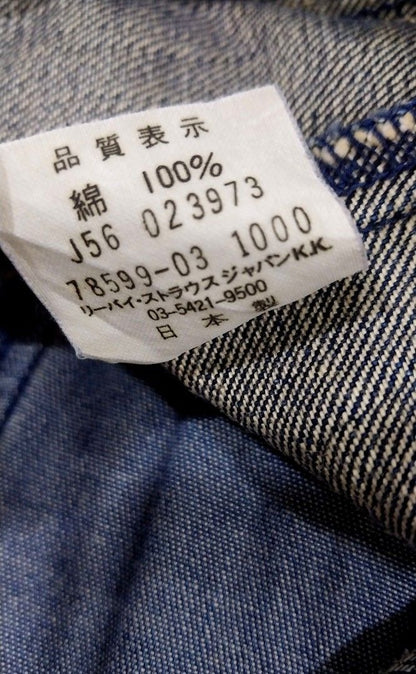 品質表示
綿 100%
J56 023973
78599-03 1000
リーバイ・ストラウス ジャパンK.K.
03-5421-9500
日本製